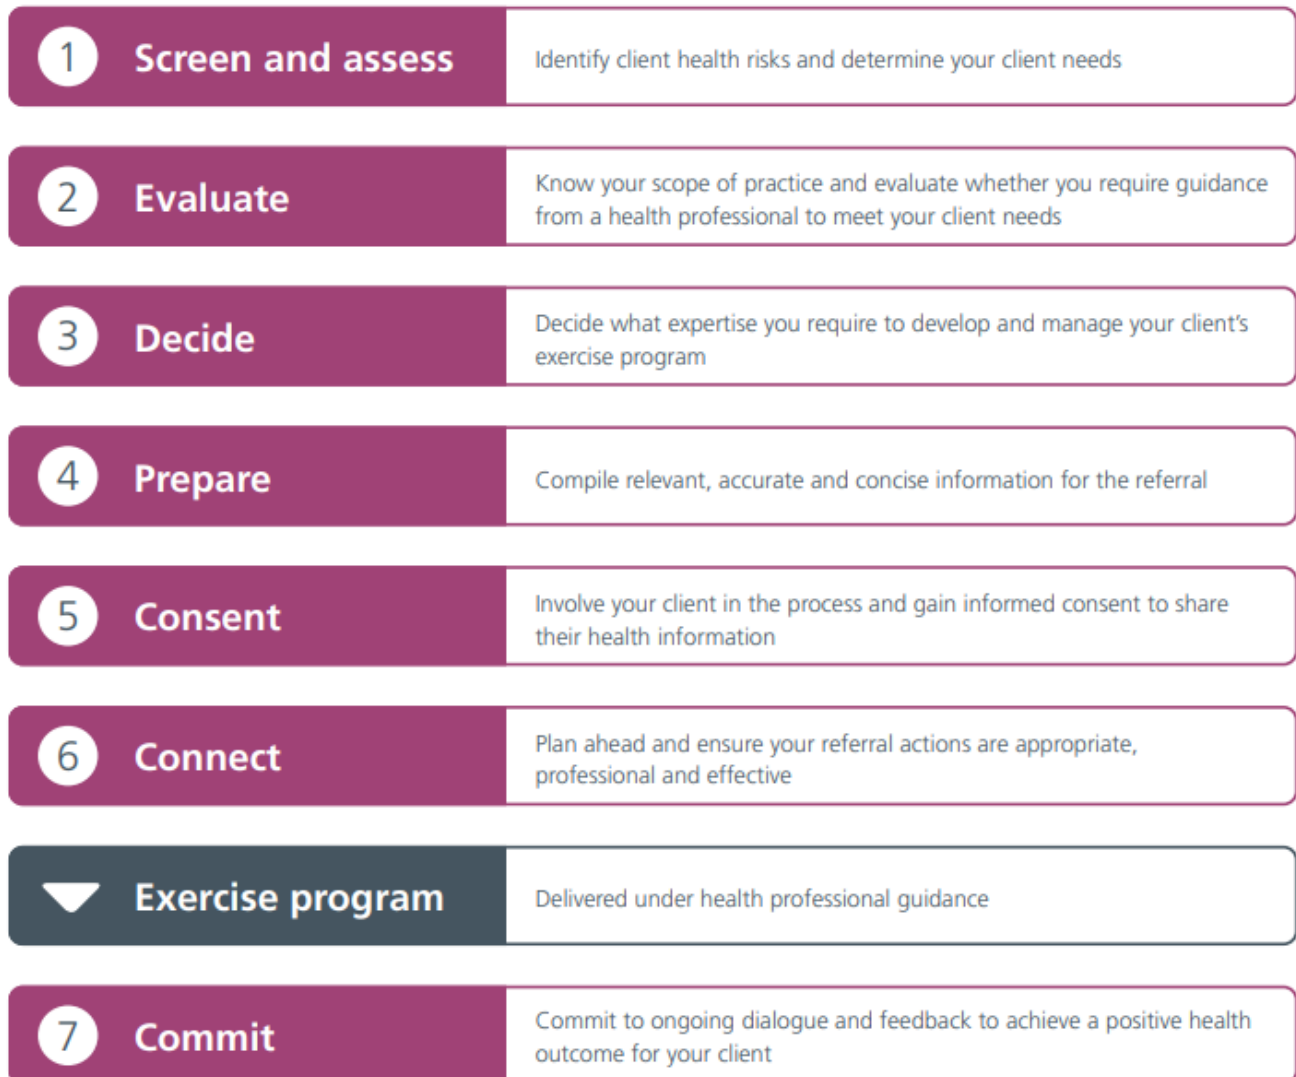 1 Screen and assess
Identify client health risks and determine your client needs
2 Evaluate
Know your scope of practice and evaluate whether you require guidance
from a health professional to meet your client needs
3 Decide
Decide what expertise you require to develop and manage your client's
exercise program
4 Prepare
Compile relevant, accurate and concise information for the referral
5 Consent
Involve your client in the process and gain informed consent to share
their health information
6 Connect
Plan ahead and ensure your referral actions are appropriate,
professional and effective
Exercise program
Delivered under health professional guidance
7 Commit
Commit to ongoing dialogue and feedback to achieve a positive health
outcome for your client